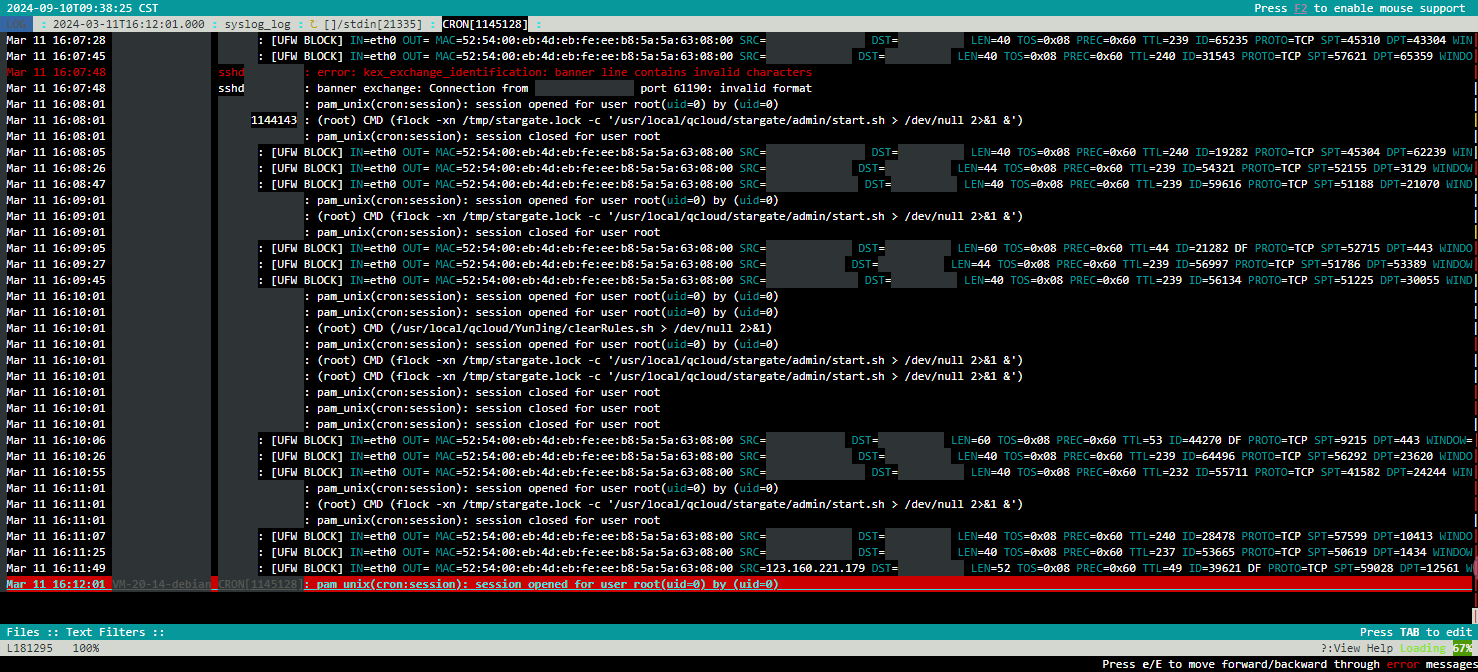 2024-09-10T09:38:25 CST Press F2 to enable mouse support
LOG : 2024-03-11T16:12:01.000 : syslog_log : ↻ []/stdin[21335] : CRON[1145128] :
Mar 11 16:07:28 : [UFW BLOCK] IN=eth0 OUT= MAC=52:54:00:eb:4d:eb:fe:ee:b8:5a:5a:63:08:00 SRC= DST= LEN=40 TOS=0x08 PREC=0x60 TTL=240 ID=65235 PROTO=TCP SPT=45310 DPT=43304 WIN
Mar 11 16:07:45 : [UFW BLOCK] IN=eth0 OUT= MAC=52:54:00:eb:4d:eb:fe:ee:b8:5a:5a:63:08:00 SRC= DST= LEN=40 TOS=0x08 PREC=0x60 TTL=240 ID=31543 PROTO=TCP SPT=57621 DPT=65359 WINDO
Mar 11 16:07:48 sshd : error: kex_exchange_identification: banner line contains invalid characters
Mar 11 16:07:48 sshd : banner exchange: Connection from port 61190: invalid format
Mar 11 16:08:01 : pam_unix(cron:session): session opened for user root(uid=0) by (uid=0)
Mar 11 16:08:01 1144143 : (root) CMD (flock -xn /tmp/stargate.lock -c '/usr/local/qcloud/stargate/admin/start.sh > /dev/null 2>&1 &')
Mar 11 16:08:01 : pam_unix(cron:session): session closed for user root
Mar 11 16:08:05 : [UFW BLOCK] IN=eth0 OUT= MAC=52:54:00:eb:4d:eb:fe:ee:b8:5a:5a:63:08:00 SRC= DST= LEN=40 TOS=0x08 PREC=0x60 TTL=240 ID=19282 PROTO=TCP SPT=45304 DPT=62239 WIN
Mar 11 16:08:26 : [UFW BLOCK] IN=eth0 OUT= MAC=52:54:00:eb:4d:eb:fe:ee:b8:5a:5a:63:08:00 SRC= DST= LEN=44 TOS=0x08 PREC=0x60 TTL=239 ID=54321 PROTO=TCP SPT=52155 DPT=3129 WINDOW
Mar 11 16:08:47 : [UFW BLOCK] IN=eth0 OUT= MAC=52:54:00:eb:4d:eb:fe:ee:b8:5a:5a:63:08:00 SRC= DST= LEN=40 TOS=0x08 PREC=0x60 TTL=239 ID=59616 PROTO=TCP SPT=51188 DPT=21070 WIND
Mar 11 16:09:01 : pam_unix(cron:session): session opened for user root(uid=0) by (uid=0)
Mar 11 16:09:01 : (root) CMD (flock -xn /tmp/stargate.lock -c '/usr/local/qcloud/stargate/admin/start.sh > /dev/null 2>&1 &')
Mar 11 16:09:01 : pam_unix(cron:session): session closed for user root
Mar 11 16:09:05 : [UFW BLOCK] IN=eth0 OUT= MAC=52:54:00:eb:4d:eb:fe:ee:b8:5a:5a:63:08:00 SRC= DST= LEN=60 TOS=0x08 PREC=0x60 TTL=44 ID=21282 DF PROTO=TCP SPT=52715 DPT=443 WINDO
Mar 11 16:09:27 : [UFW BLOCK] IN=eth0 OUT= MAC=52:54:00:eb:4d:eb:fe:ee:b8:5a:5a:63:08:00 SRC= DST= LEN=44 TOS=0x08 PREC=0x60 TTL=239 ID=56997 PROTO=TCP SPT=51786 DPT=53389 WINDOW
Mar 11 16:09:45 : [UFW BLOCK] IN=eth0 OUT= MAC=52:54:00:eb:4d:eb:fe:ee:b8:5a:5a:63:08:00 SRC= DST= LEN=40 TOS=0x08 PREC=0x60 TTL=239 ID=56134 PROTO=TCP SPT=51225 DPT=30055 WIND
Mar 11 16:10:01 : pam_unix(cron:session): session opened for user root(uid=0) by (uid=0)
Mar 11 16:10:01 : pam_unix(cron:session): session opened for user root(uid=0) by (uid=0)
Mar 11 16:10:01 : (root) CMD (/usr/local/qcloud/YunJing/clearRules.sh > /dev/null 2>&1)
Mar 11 16:10:01 : pam_unix(cron:session): session opened for user root(uid=0) by (uid=0)
Mar 11 16:10:01 : (root) CMD (flock -xn /tmp/stargate.lock -c '/usr/local/qcloud/stargate/admin/start.sh > /dev/null 2>&1 &')
Mar 11 16:10:01 : (root) CMD (flock -xn /tmp/stargate.lock -c '/usr/local/qcloud/stargate/admin/start.sh > /dev/null 2>&1 &')
Mar 11 16:10:01 : pam_unix(cron:session): session closed for user root
Mar 11 16:10:01 : pam_unix(cron:session): session closed for user root
Mar 11 16:10:01 : pam_unix(cron:session): session closed for user root
Mar 11 16:10:06 : [UFW BLOCK] IN=eth0 OUT= MAC=52:54:00:eb:4d:eb:fe:ee:b8:5a:5a:63:08:00 SRC= DST= LEN=60 TOS=0x08 PREC=0x60 TTL=53 ID=44270 DF PROTO=TCP SPT=9215 DPT=443 WINDOW=
Mar 11 16:10:26 : [UFW BLOCK] IN=eth0 OUT= MAC=52:54:00:eb:4d:eb:fe:ee:b8:5a:5a:63:08:00 SRC= DST= LEN=40 TOS=0x08 PREC=0x60 TTL=239 ID=64496 PROTO=TCP SPT=56292 DPT=23620 WINDO
Mar 11 16:10:55 : [UFW BLOCK] IN=eth0 OUT= MAC=52:54:00:eb:4d:eb:fe:ee:b8:5a:5a:63:08:00 SRC= DST= LEN=40 TOS=0x08 PREC=0x60 TTL=232 ID=55711 PROTO=TCP SPT=41582 DPT=24244 WIN
Mar 11 16:11:01 : pam_unix(cron:session): session opened for user root(uid=0) by (uid=0)
Mar 11 16:11:01 : (root) CMD (flock -xn /tmp/stargate.lock -c '/usr/local/qcloud/stargate/admin/start.sh > /dev/null 2>&1 &')
Mar 11 16:11:01 : pam_unix(cron:session): session closed for user root
Mar 11 16:11:07 : [UFW BLOCK] IN=eth0 OUT= MAC=52:54:00:eb:4d:eb:fe:ee:b8:5a:5a:63:08:00 SRC= DST= LEN=40 TOS=0x08 PREC=0x60 TTL=240 ID=28478 PROTO=TCP SPT=57599 DPT=10413 WINDO
Mar 11 16:11:25 : [UFW BLOCK] IN=eth0 OUT= MAC=52:54:00:eb:4d:eb:fe:ee:b8:5a:5a:63:08:00 SRC= DST= LEN=40 TOS=0x08 PREC=0x60 TTL=237 ID=53665 PROTO=TCP SPT=50619 DPT=1434 WINDOW
Mar 11 16:11:49 : [UFW BLOCK] IN=eth0 OUT= MAC=52:54:00:eb:4d:eb:fe:ee:b8:5a:5a:63:08:00 SRC=123.160.221.179 DST= LEN=52 TOS=0x08 PREC=0x60 TTL=49 ID=39621 DF PROTO=TCP SPT=59028 DPT=12561 W
Mar 11 16:12:01 VM-20-14-debian CRON[1145128]: pam_unix(cron:session): session opened for user root(uid=0) by (uid=0)
Files :: Text Filters :: Press TAB to edit
L181295 100% ?:View Help Loading 67%
Press e/E to move forward/backward through error messages